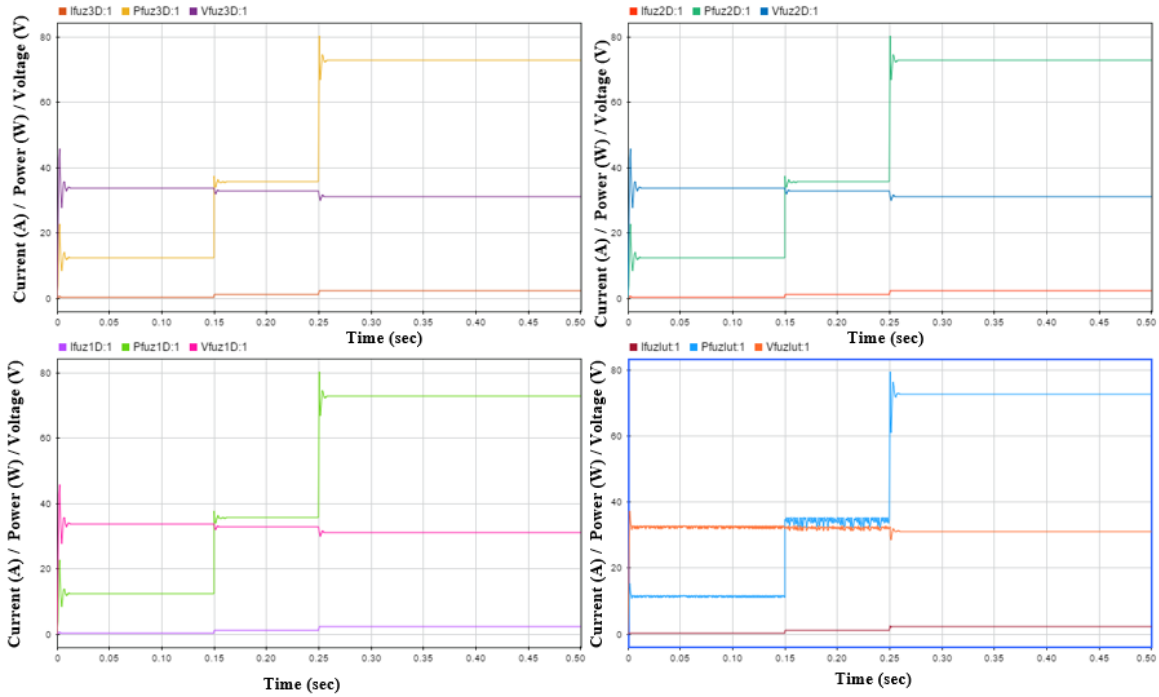 Ifuz3D:1 Pfuz3D:1 Vfuz3D:1
Current (A) / Power (W) / Voltage (V)
80
60
40
20
0
0 0.05 0.10 0.15 0.20 0.25 0.30 0.35 0.40 0.45 0.50
Time (sec)
Ifuz2D:1 Pfuz2D:1 Vfuz2D:1
Current (A) / Power (W) / Voltage (V)
80
60
40
20
0
0 0.05 0.10 0.15 0.20 0.25 0.30 0.35 0.40 0.45 0.50
Time (sec)
Ifuz1D:1 Pfuz1D:1 Vfuz1D:1
Current (A) / Power (W) / Voltage (V)
80
60
40
20
0
0 0.05 0.10 0.15 0.20 0.25 0.30 0.35 0.40 0.45 0.50
Time (sec)
Ifuzlut:1 Pfuzlut:1 Vfuzlut:1
Current (A) / Power (W) / Voltage (V)
80
60
40
20
0
0 0.05 0.10 0.15 0.20 0.25 0.30 0.35 0.40 0.45 0.50
Time (sec)